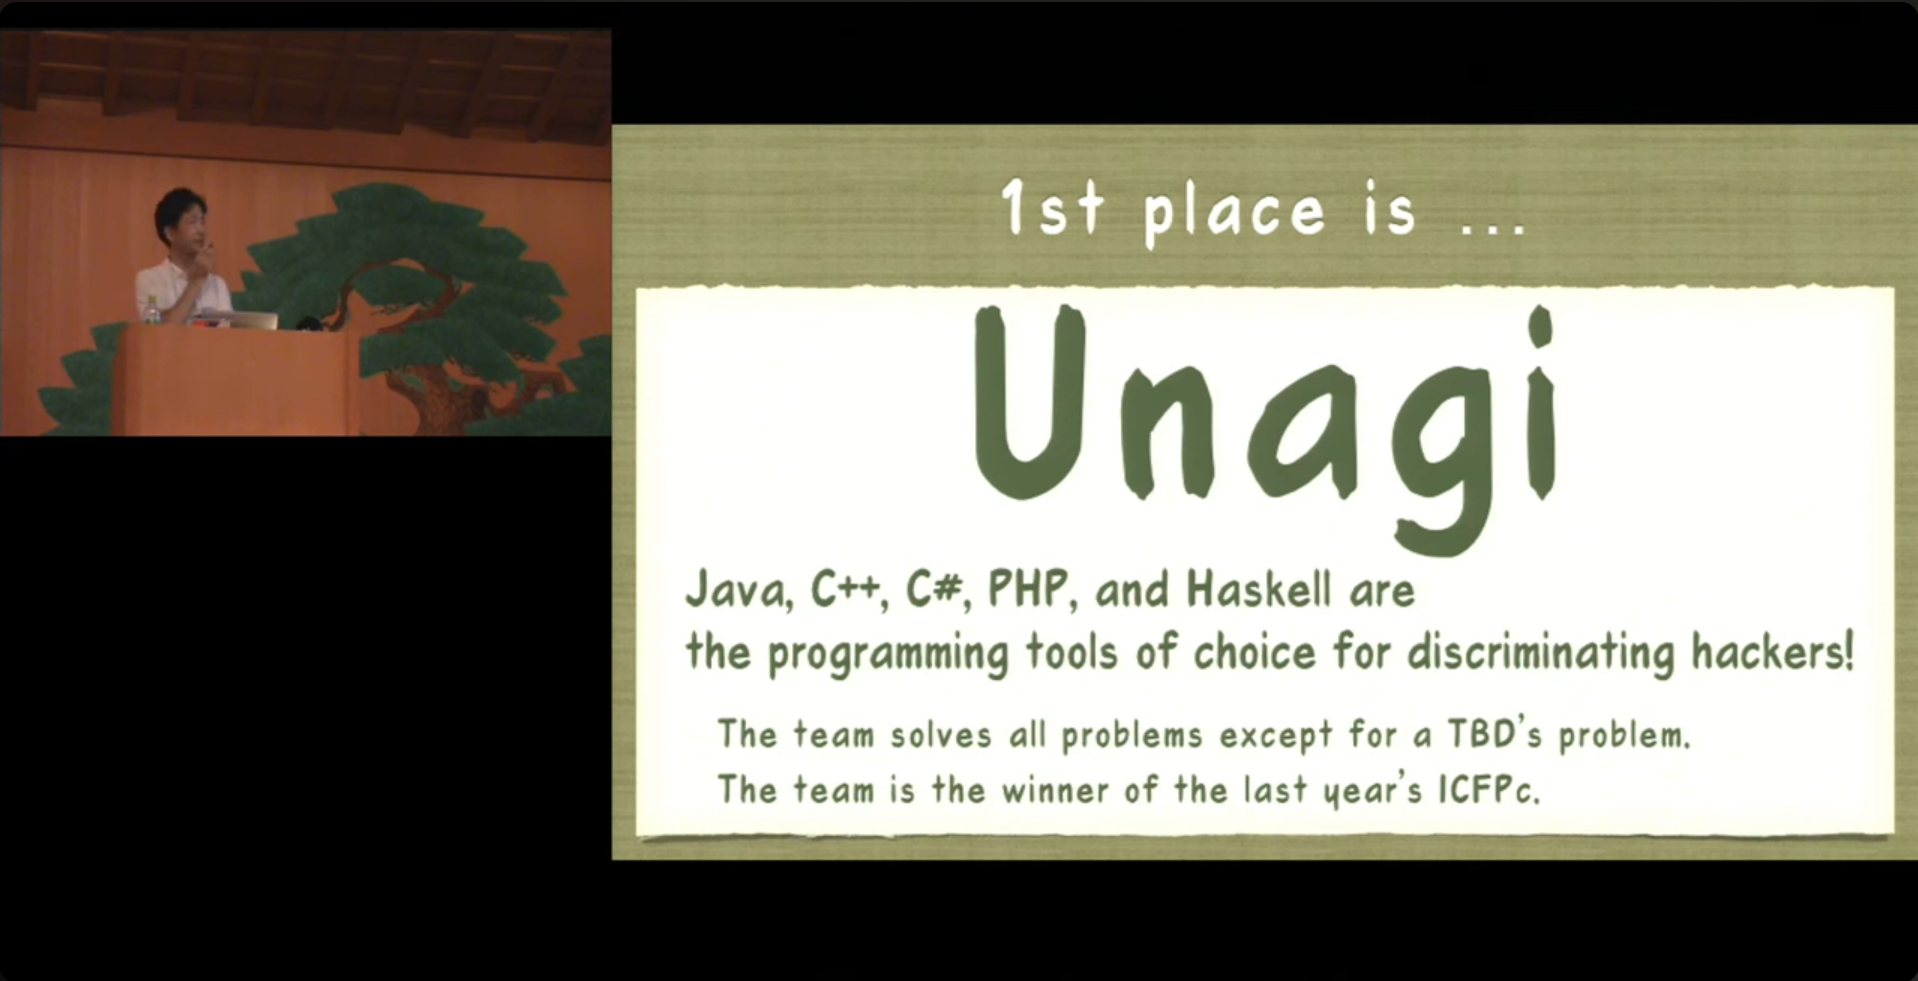 1st place is ...
Unagi
Java, C++, C#, PHP, and Haskell are
the programming tools of choice for discriminating hackers!
The team solves all problems except for a TBD's problem.
The team is the winner of the last year's ICFPc.